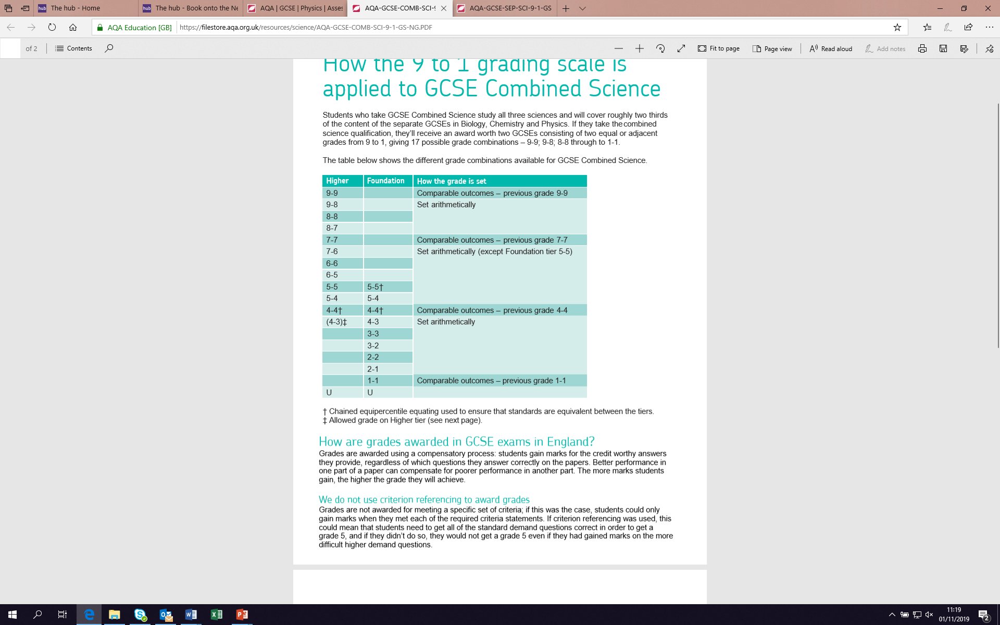 The hub - Home
The hub - Book onto the Ne
AQA | GCSE | Physics | Asses
AQA-GCSE-COMB-SCI-9
AQA-GCSE-SEP-SCI-9-1-GS
AQA Education [GB]
https://filestore.aqa.org.uk/resources/science/AQA-GCSE-COMB-SCI-9-1-GS-NG.PDF
of 2
Contents
Fit to page
Page view
Read aloud
Add notes
How the 9 to 1 grading scale is
applied to GCSE Combined Science
Students who take GCSE Combined Science study all three sciences and will cover roughly two thirds
of the content of the separate GCSEs in Biology, Chemistry and Physics. If they take the combined
science qualification, they'll receive an award worth two GCSEs consisting of two equal or adjacent
grades from 9 to 1, giving 17 possible grade combinations – 9-9; 9-8; 8-8 through to 1-1.
The table below shows the different grade combinations available for GCSE Combined Science.
Higher Foundation How the grade is set
9-9 Comparable outcomes – previous grade 9-9
9-8 Set arithmetically
8-8
8-7
7-7 Comparable outcomes – previous grade 7-7
7-6 Set arithmetically (except Foundation tier 5-5)
6-6
6-5
5-5 5-5†
5-4 5-4
4-4† 4-4† Comparable outcomes – previous grade 4-4
(4-3)‡ 4-3 Set arithmetically
3-3
3-2
2-2
2-1
1-1 Comparable outcomes – previous grade 1-1
U U
† Chained equipercentile equating used to ensure that standards are equivalent between the tiers.
‡ Allowed grade on Higher tier (see next page).
How are grades awarded in GCSE exams in England?
Grades are awarded using a compensatory process: students gain marks for the credit worthy answers
they provide, regardless of which questions they answer correctly on the papers. Better performance in
one part of a paper can compensate for poorer performance in another part. The more marks students
gain, the higher the grade they will achieve.
We do not use criterion referencing to award grades
Grades are not awarded for meeting a specific set of criteria; if this was the case, students could only
gain marks when they met each of the required criteria statements. If criterion referencing was used, this
could mean that students need to get all of the standard demand questions correct in order to get a
grade 5, and if they didn't do so, they would not get a grade 5 even if they had gained marks on the more
difficult higher demand questions.
11:19
01/11/2019
2